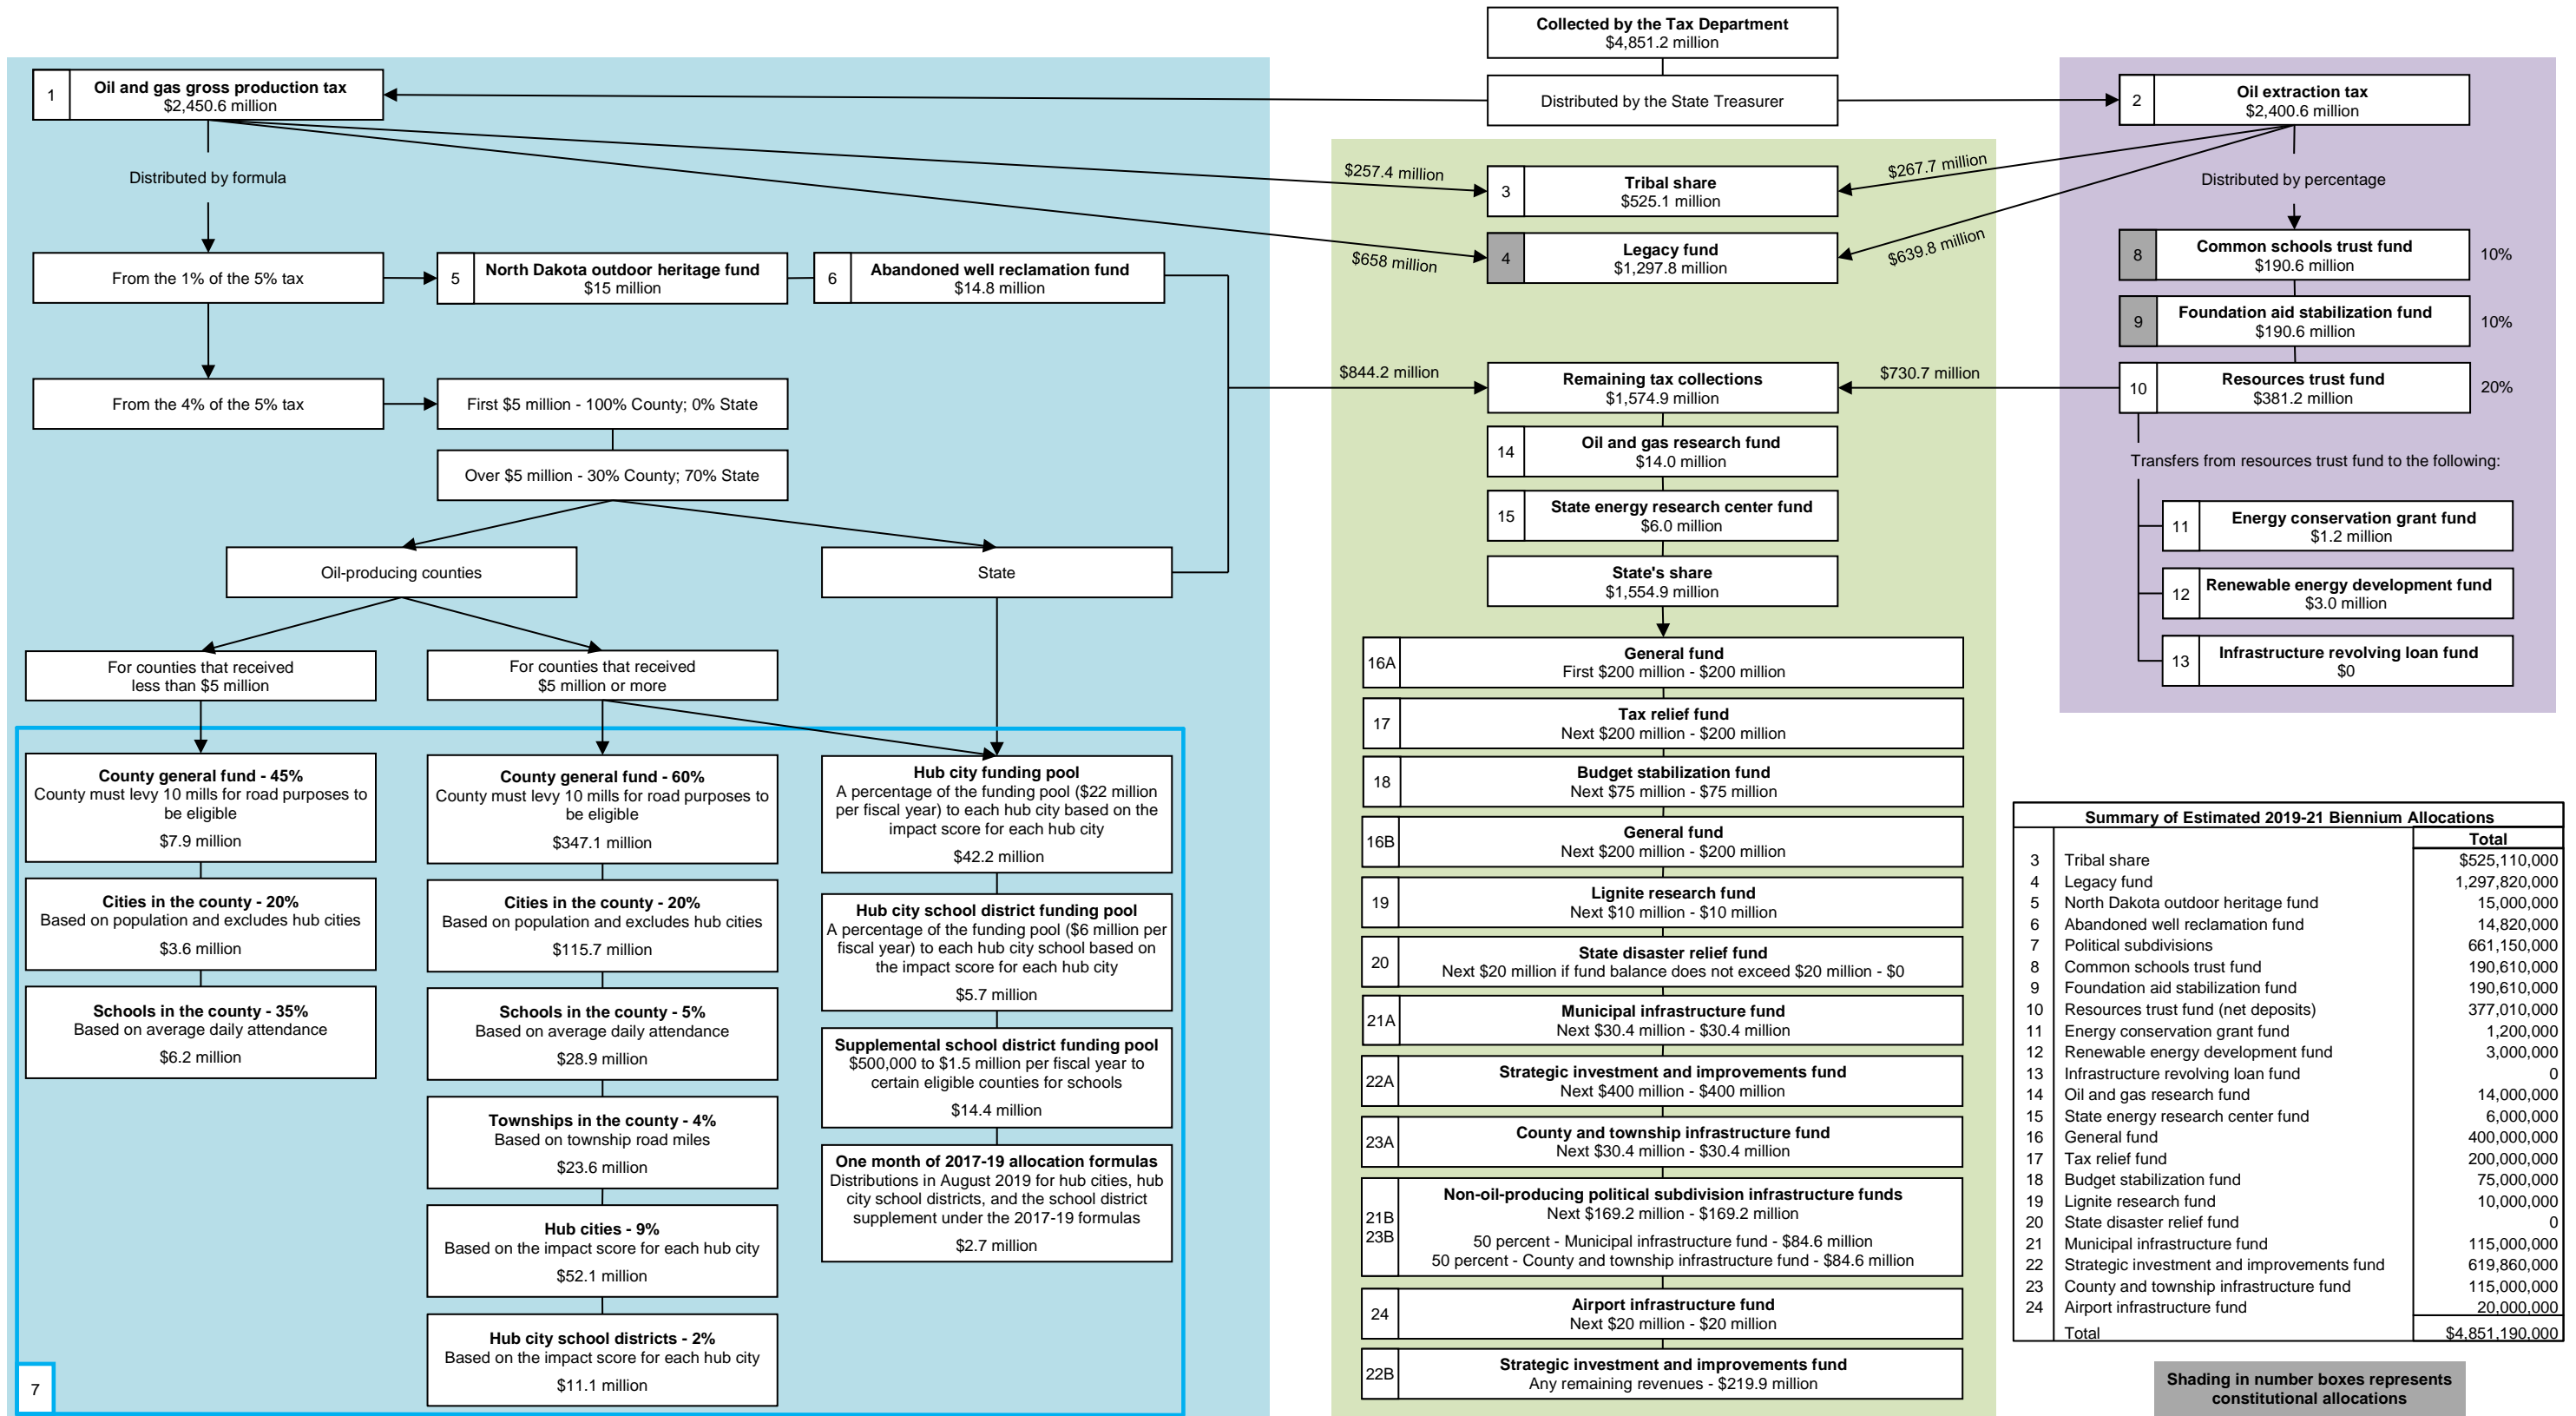 Collected by the Tax Department
$4,851.2 million
Distributed by the State Treasurer
1
Oil and gas gross production tax
$2,450.6 million
Distributed by formula
From the 1% of the 5% tax
5
North Dakota outdoor heritage fund
$15 million
6
Abandoned well reclamation fund
$14.8 million
From the 4% of the 5% tax
First $5 million - 100% County; 0% State
Over $5 million - 30% County; 70% State
Oil-producing counties
State
For counties that received
less than $5 million
For counties that received
$5 million or more
County general fund - 45%
County must levy 10 mills for road purposes to
be eligible
$7.9 million
Cities in the county - 20%
Based on population and excludes hub cities
$3.6 million
Schools in the county - 35%
Based on average daily attendance
$6.2 million
County general fund - 60%
County must levy 10 mills for road purposes to
be eligible
$347.1 million
Cities in the county - 20%
Based on population and excludes hub cities
$115.7 million
Schools in the county - 5%
Based on average daily attendance
$28.9 million
Townships in the county - 4%
Based on township road miles
$23.6 million
Hub cities - 9%
Based on the impact score for each hub city
$52.1 million
Hub city school districts - 2%
Based on the impact score for each hub city
$11.1 million
Hub city funding pool
A percentage of the funding pool ($22 million
per fiscal year) to each hub city based on the
impact score for each hub city
$42.2 million
Hub city school district funding pool
A percentage of the funding pool ($6 million per
fiscal year) to each hub city school based on
the impact score for each hub city
$5.7 million
Supplemental school district funding pool
$500,000 to $1.5 million per fiscal year to
certain eligible counties for schools
$14.4 million
One month of 2017-19 allocation formulas
Distributions in August 2019 for hub cities, hub
city school districts, and the school district
supplement under the 2017-19 formulas
$2.7 million
7
$257.4 million
$267.7 million
3
Tribal share
$525.1 million
$658 million
$639.8 million
4
Legacy fund
$1,297.8 million
$844.2 million
$730.7 million
Remaining tax collections
$1,574.9 million
14
Oil and gas research fund
$14.0 million
15
State energy research center fund
$6.0 million
State's share
$1,554.9 million
16A
General fund
First $200 million - $200 million
17
Tax relief fund
Next $200 million - $200 million
18
Budget stabilization fund
Next $75 million - $75 million
16B
General fund
Next $200 million - $200 million
19
Lignite research fund
Next $10 million - $10 million
20
State disaster relief fund
Next $20 million if fund balance does not exceed $20 million - $0
21A
Municipal infrastructure fund
Next $30.4 million - $30.4 million
22A
Strategic investment and improvements fund
Next $400 million - $400 million
23A
County and township infrastructure fund
Next $30.4 million - $30.4 million
21B
23B
Non-oil-producing political subdivision infrastructure funds
Next $169.2 million - $169.2 million
50 percent - Municipal infrastructure fund - $84.6 million
50 percent - County and township infrastructure fund - $84.6 million
24
Airport infrastructure fund
Next $20 million - $20 million
22B
Strategic investment and improvements fund
Any remaining revenues - $219.9 million
2
Oil extraction tax
$2,400.6 million
Distributed by percentage
8
Common schools trust fund
$190.6 million
10%
9
Foundation aid stabilization fund
$190.6 million
10%
10
Resources trust fund
$381.2 million
20%
Transfers from resources trust fund to the following:
11
Energy conservation grant fund
$1.2 million
12
Renewable energy development fund
$3.0 million
13
Infrastructure revolving loan fund
$0
Summary of Estimated 2019-21 Biennium Allocations
Total
3 Tribal share $525,110,000
4 Legacy fund 1,297,820,000
5 North Dakota outdoor heritage fund 15,000,000
6 Abandoned well reclamation fund 14,820,000
7 Political subdivisions 661,150,000
8 Common schools trust fund 190,610,000
9 Foundation aid stabilization fund 190,610,000
10 Resources trust fund (net deposits) 377,010,000
11 Energy conservation grant fund 1,200,000
12 Renewable energy development fund 3,000,000
13 Infrastructure revolving loan fund 0
14 Oil and gas research fund 14,000,000
15 State energy research center fund 6,000,000
16 General fund 400,000,000
17 Tax relief fund 200,000,000
18 Budget stabilization fund 75,000,000
19 Lignite research fund 10,000,000
20 State disaster relief fund 0
21 Municipal infrastructure fund 115,000,000
22 Strategic investment and improvements fund 619,860,000
23 County and township infrastructure fund 115,000,000
24 Airport infrastructure fund 20,000,000
Total $4,851,190,000
Shading in number boxes represents
constitutional allocations